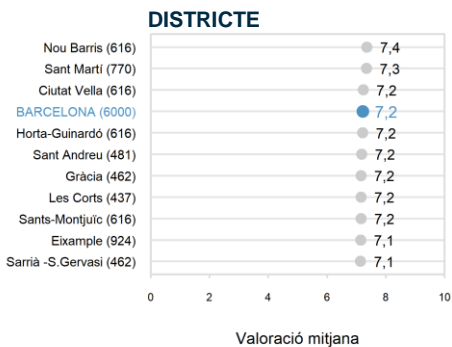 DISTRICTE
Nou Barris (616) 7,4
Sant Martí (770) 7,3
Ciutat Vella (616) 7,2
BARCELONA (6000) 7,2
Horta-Guinardó (616) 7,2
Sant Andreu (481) 7,2
Gràcia (462) 7,2
Les Corts (437) 7,2
Sants-Montjuïc (616) 7,2
Eixample (924) 7,1
Sarrià -S.Gervasi (462) 7,1
0 2 4 6 8 10
Valoració mitjana